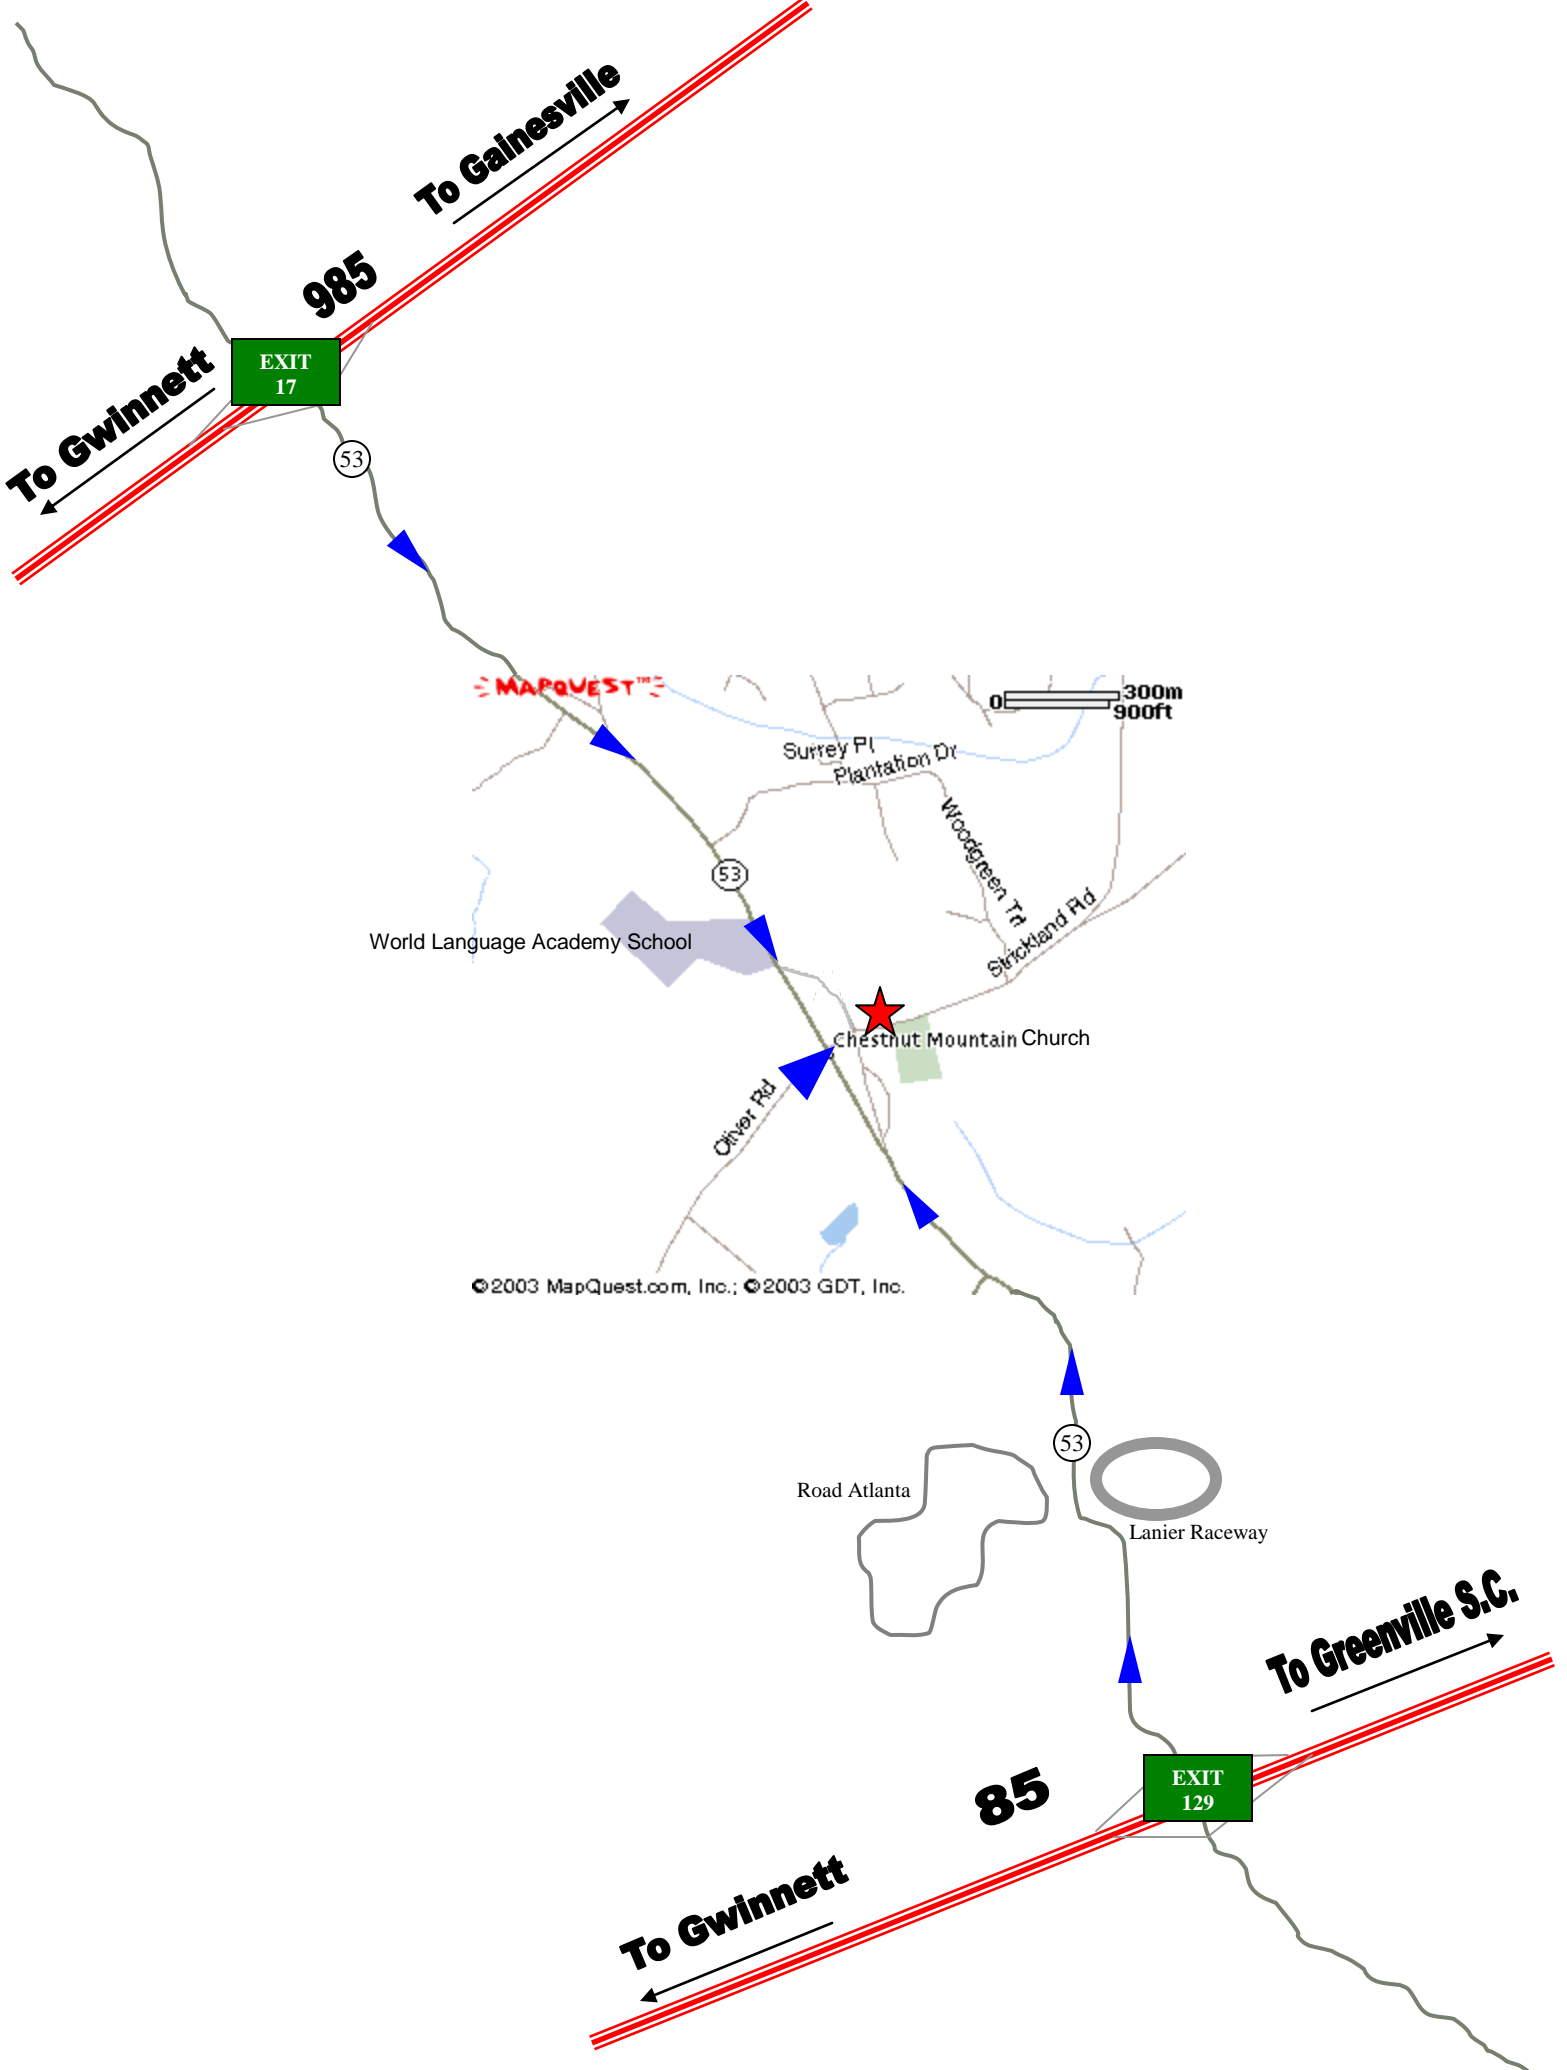 To Gainesville
985
To Gwinnett
EXIT
17
53
MAPQUEST™
0 300m
900ft
Surrey Pl
Plantation Dr
Woodgreen Trl
53
Strickland Rd
World Language Academy School
Chestnut Mountain Church
Oliver Rd
©2003 MapQuest.com, Inc.; ©2003 GDT, Inc.
53
Road Atlanta
Lanier Raceway
To Greenville S.C.
EXIT
129
85
To Gwinnett